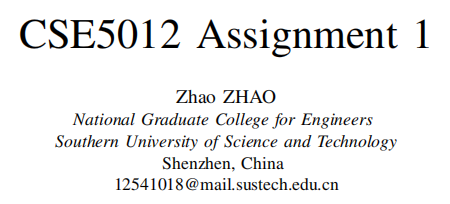 CSE5012 Assignment 1
Zhao ZHAO
National Graduate College for Engineers
Southern University of Science and Technology
Shenzhen, China
12541018@mail.sustech.edu.cn